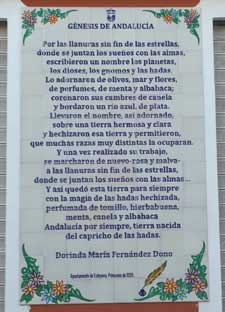 GÉNESIS DE ANDALUCÍA
Por las llanuras sin fin de las estrellas,
donde se juntan los sueños con las almas,
escribieron un nombre los planetas,
los dioses, los gnomos y las hadas.
Lo adornaron de olivos, mar y flores,
de perfumes, de menta y albahaca;
coronaron sus cumbres de canela
y bordaron un río azul, de plata.
Llevaron el nombre, así adornado,
sobre una tierra hermosa y clara
y hechizaron esa tierra y permitieron,
que muchas razas muy distintas la ocuparan.
Y una vez realizado su trabajo,
se marcharon de nuevo-rosa y malva-
a las llanuras sin fin de las estrellas,
donde se juntan los sueños con las almas...
Y así quedó esta tierra para siempre
con la magia de las hadas hechizada,
perfumada de tomillo, hierbabuena,
menta, canela y albahaca
Andalucía por siempre, tierra nacida
del capricho de las hadas.
Dorinda María Fernández Dono
Ayuntamiento de Estepona, Primavera de